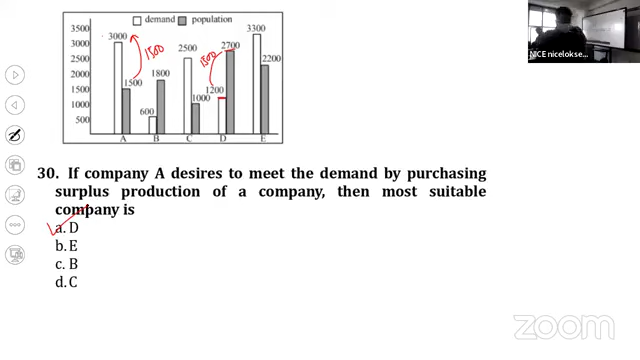 demand population
3500
3000
2500
2000
1500
1000
500
3000
1500
1500
600
1800
2500
1000
1500
1200
2700
3300
2200
A B C D E
30. If company A desires to meet the demand by purchasing
surplus production of a company, then most suitable
company is
a. D
b. E
c. B
d. C
NICE nicelokse...
zoom